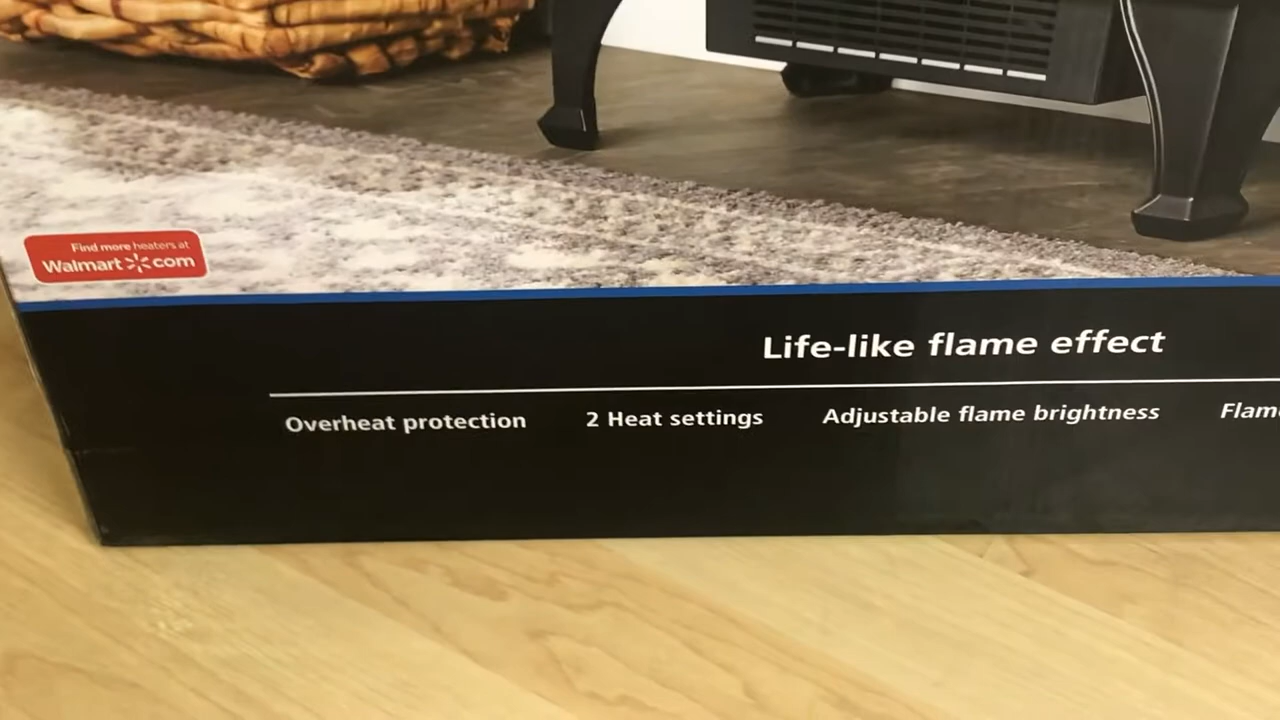 Find more heaters at
Walmart com
Life-like flame effect
Overheat protection
2 Heat settings
Adjustable flame brightness